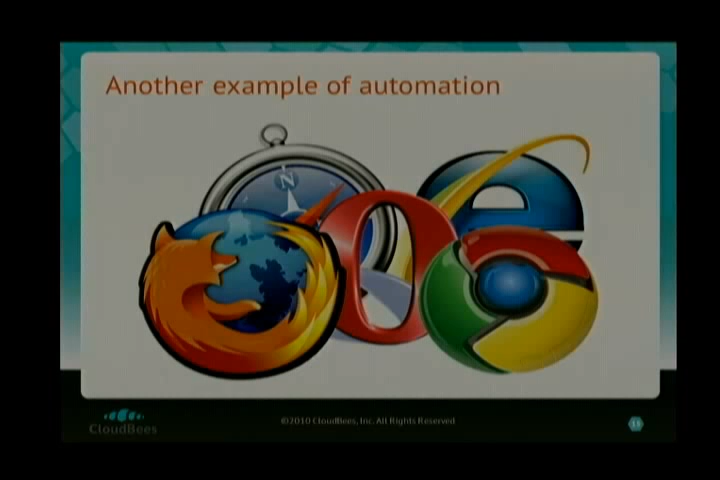 Another example of automation
N
CloudBees
©2010 CloudBees, Inc. All Rights Reserved